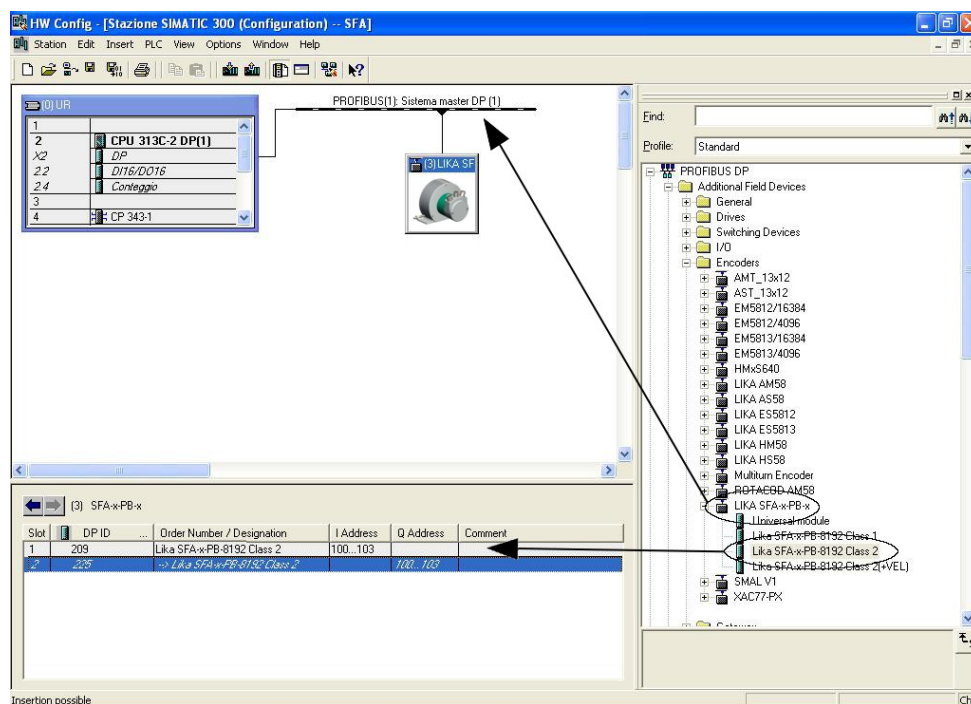 HW Config - [Stazione SIMATIC 300 (Configuration) -- SFA]
Station Edit Insert PLC View Options Window Help
(0) UR
1
2 CPU 313C-2 DP(1)
X2 DP
2.2 DI16/DO16
2.4 Conteggio
3
4 CP 343-1
PROFIBUS(1): Sistema master DP (1)
(3) LIKA SF
Find:
Profile: Standard
PROFIBUS DP
Additional Field Devices
General
Drives
Switching Devices
I/O
Encoders
AMT_13x12
AST_13x12
EM5812/16384
EM5812/4096
EM5813/16384
EM5813/4096
HMxS640
LIKA AM58
LIKA AS58
LIKA ES5812
LIKA ES5813
LIKA HM58
LIKA HS58
Multiturn Encoder
ROTACOD AM58
LIKA SFA-x-PB-x
Universal module
Lika SFA-x-PB-8192 Class 1
Lika SFA-x-PB-8192 Class 2
Lika SFA-x-PB-8192 Class 2(+VEL)
SMAL V1
XAC77-PX
(3) SFA-x-PB-x
Slot DP ID ... Order Number / Designation I Address Q Address Comment
1 209 Lika SFA-x-PB-8192 Class 2 100...103
2 225 --> Lika SFA-x-PB-8192 Class 2 100...103
Insertion possible
Ch